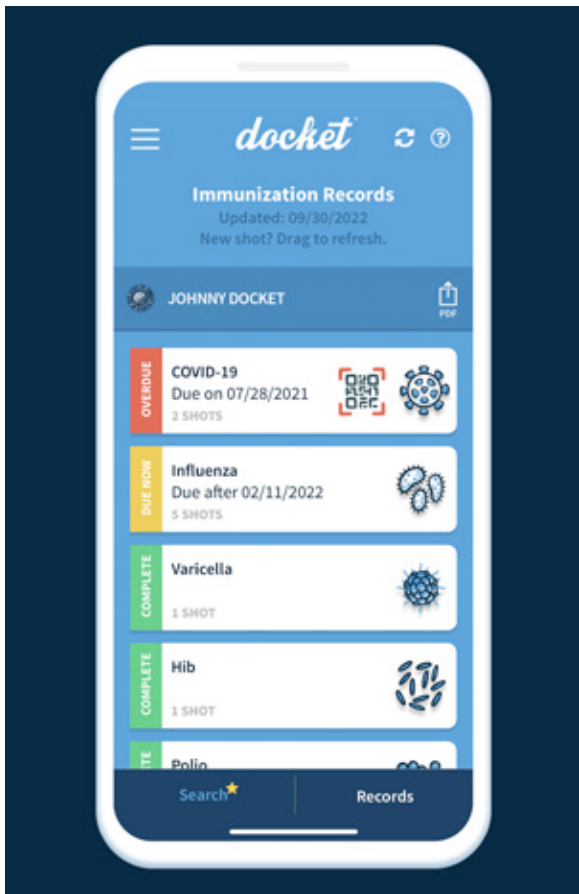 docket
Immunization Records
Updated: 09/30/2022
New shot? Drag to refresh.
JOHNNY DOCKET
PDF
OVERDUE
COVID-19
Due on 07/28/2021
2 SHOTS
DUE NOW
Influenza
Due after 02/11/2022
5 SHOTS
COMPLETE
Varicella
1 SHOT
COMPLETE
Hib
1 SHOT
Polio
Search
Records